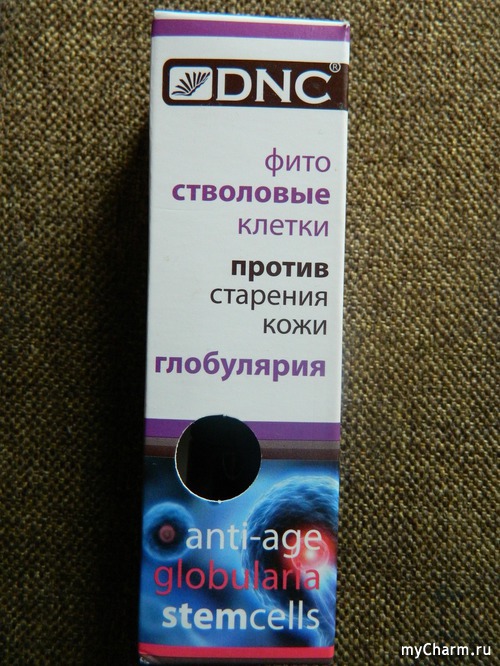 DNC®
фито
стволовые
клетки
против
старения
кожи
глобулярия
anti-age
globularia
stemcells
myCharm.ru